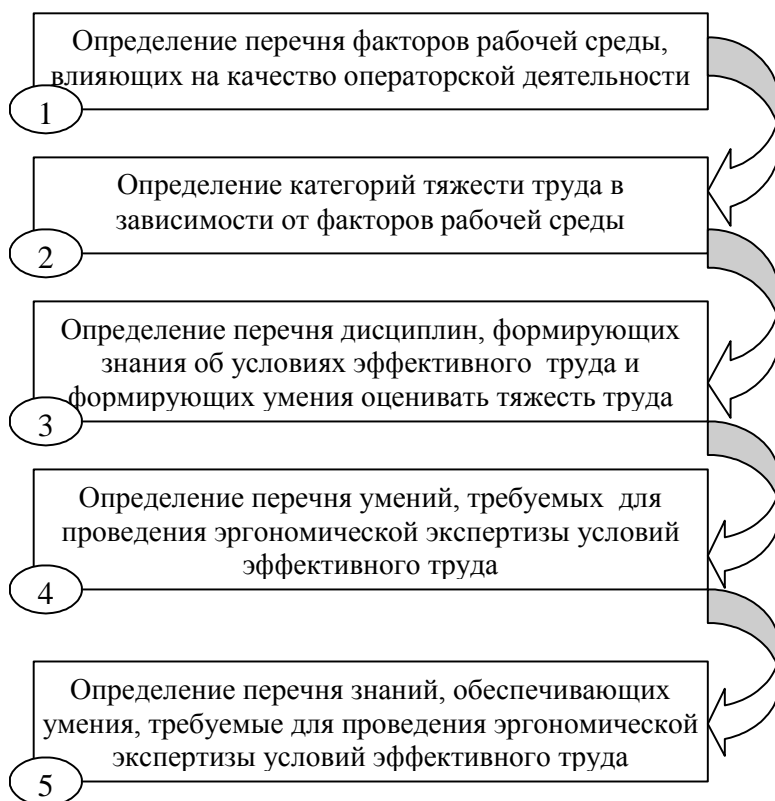 Определение перечня факторов рабочей среды,
влияющих на качество операторской деятельности
1
Определение категорий тяжести труда в
зависимости от факторов рабочей среды
2
Определение перечня дисциплин, формирующих
знания об условиях эффективного труда и
формирующих умения оценивать тяжесть труда
3
Определение перечня умений, требуемых для
проведения эргономической экспертизы условий
эффективного труда
4
Определение перечня знаний, обеспечивающих
умения, требуемые для проведения эргономической
экспертизы условий эффективного труда
5